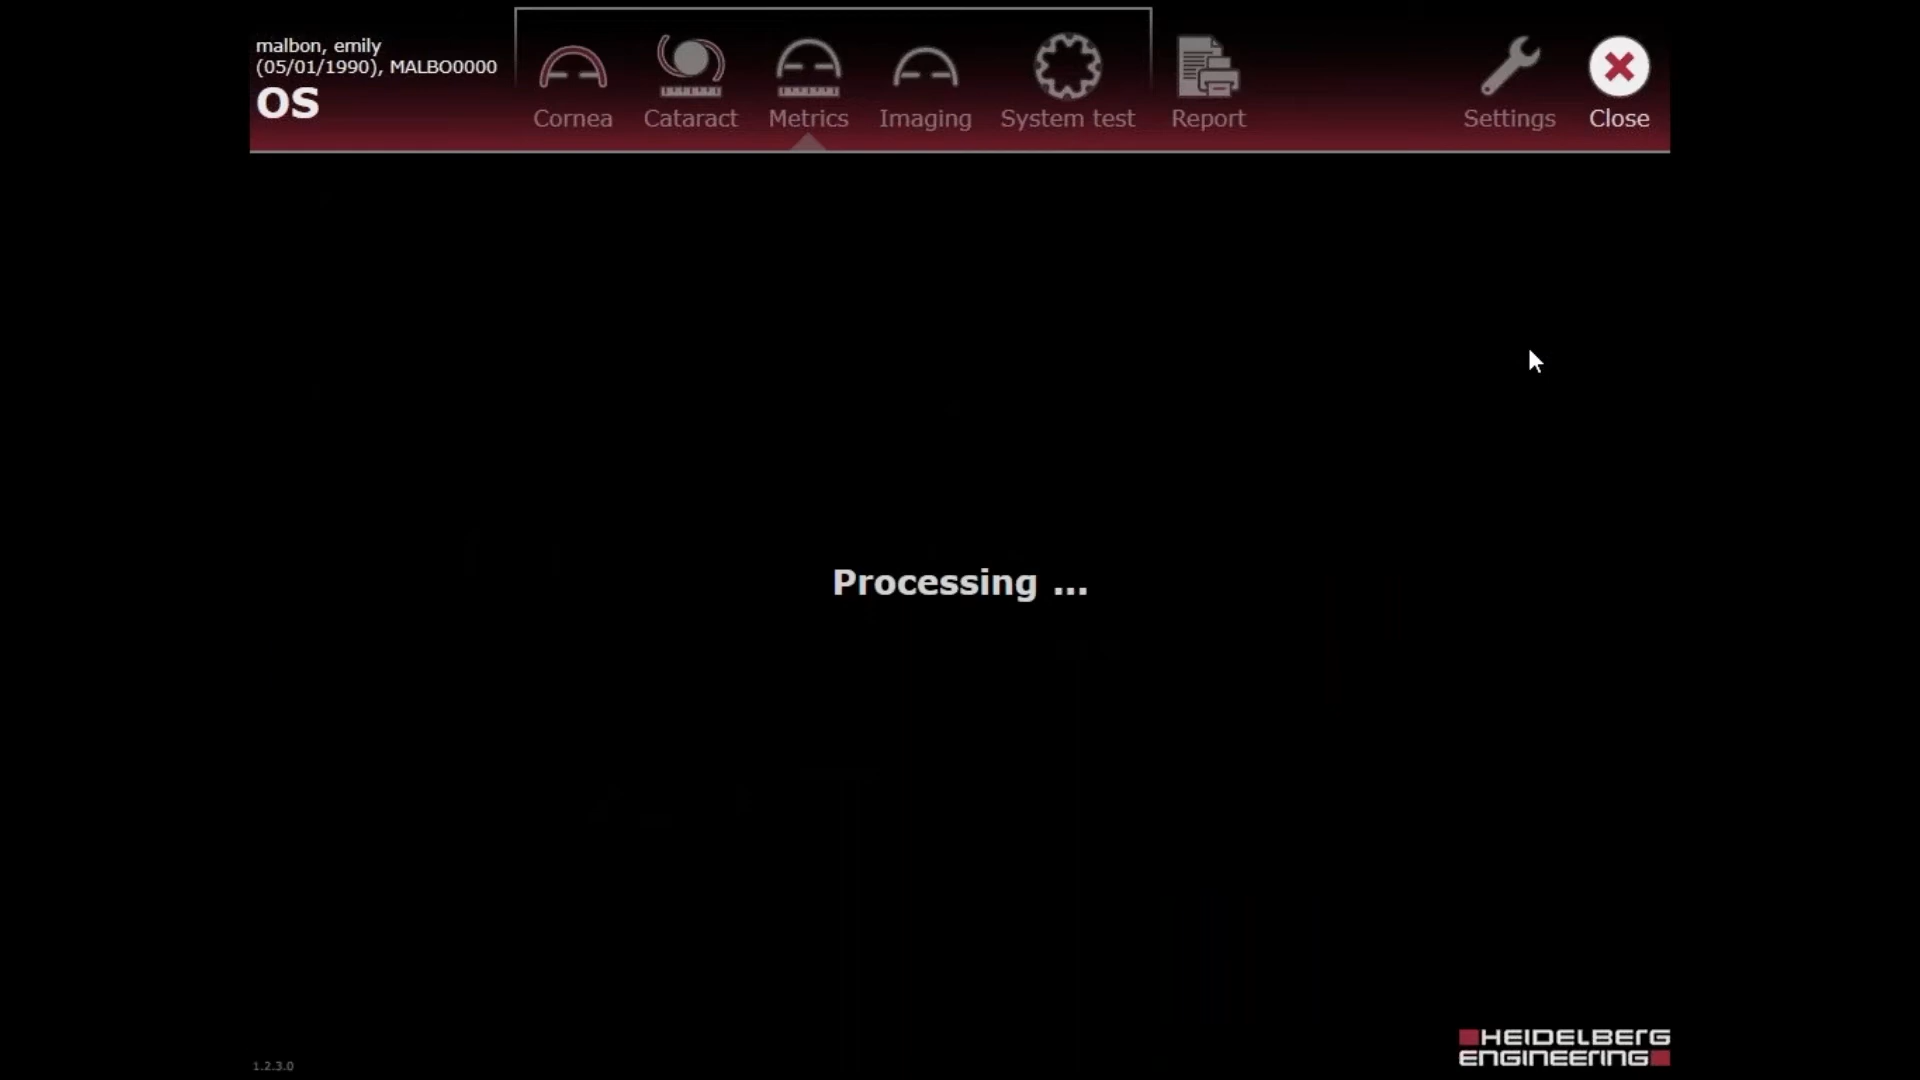 malbon, emily
(05/01/1990), MALBO0000
OS
Cornea
Cataract
Metrics
Imaging
System test
Report
Settings
Close
Processing ...
1.2.3.0
HEIDELBERG
ENGINEERING